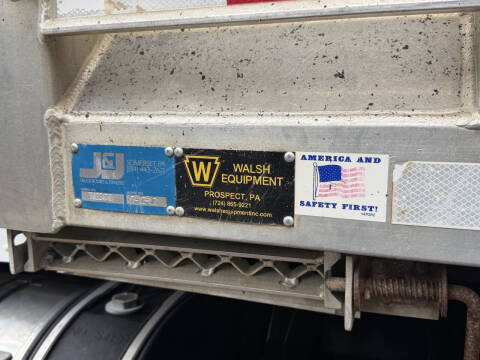 J&J
SOMERSET, PA
W
WALSH
EQUIPMENT
PROSPECT, PA
(724) 865-9221
www.walshequipmentinc.com
AMERICA AND
SAFETY FIRST!